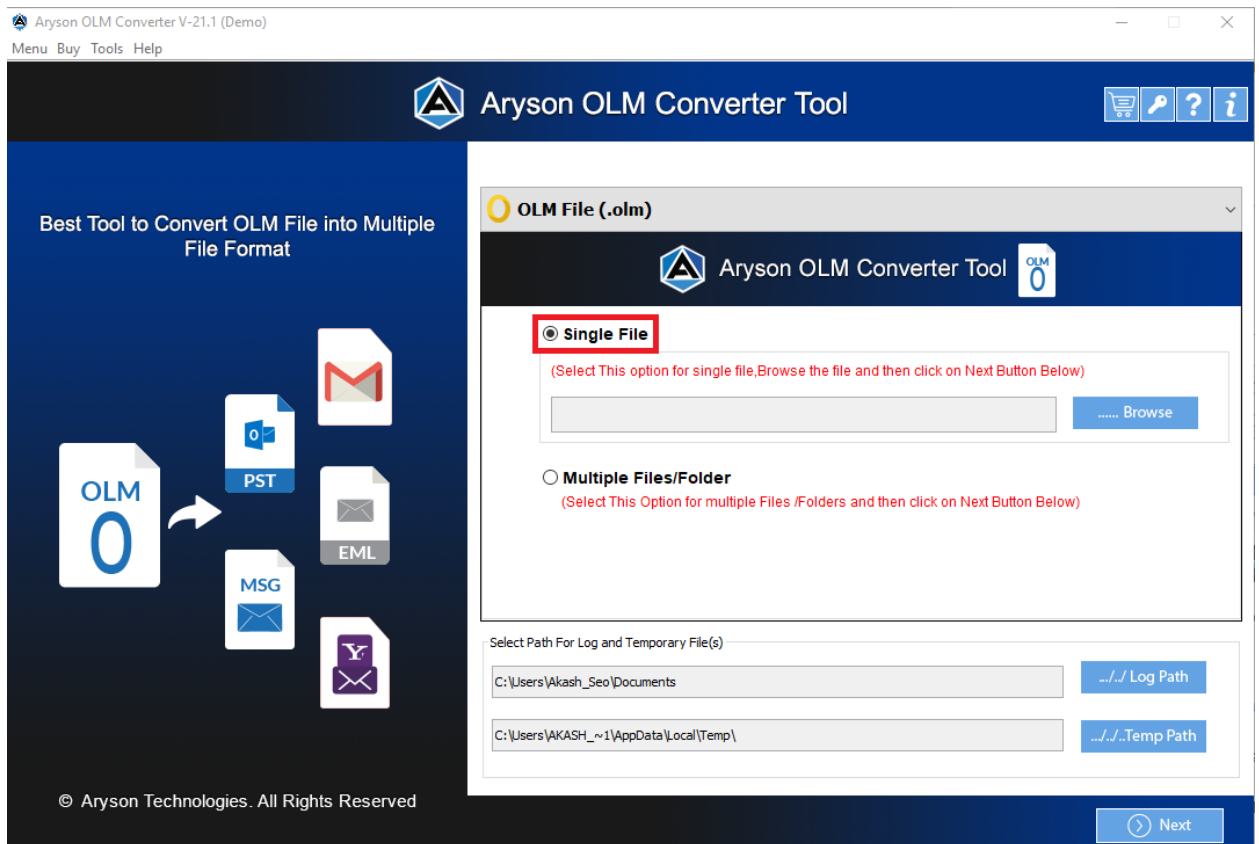 Aryson OLM Converter V-21.1 (Demo)
Menu Buy Tools Help
Aryson OLM Converter Tool
Best Tool to Convert OLM File into Multiple
File Format
OLM
PST
EML
MSG
© Aryson Technologies. All Rights Reserved
OLM File (.olm)
Aryson OLM Converter Tool
OLM
Single File
(Select This option for single file,Browse the file and then click on Next Button Below)
...... Browse
Multiple Files/Folder
(Select This Option for multiple Files /Folders and then click on Next Button Below)
Select Path For Log and Temporary File(s)
C:\Users\Akash_Seo\Documents
.../../ Log Path
C:\Users\AKASH_~1\AppData\Local\Temp\
.../../..Temp Path
Next